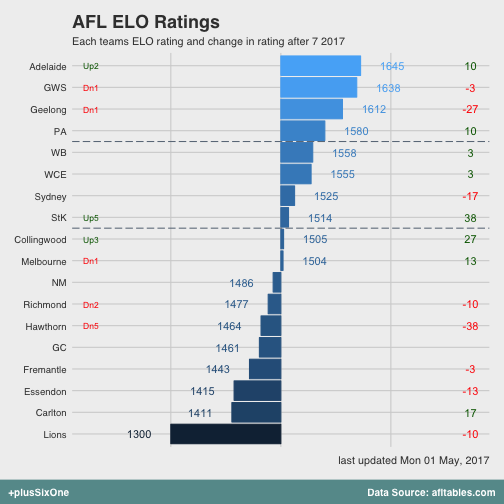 AFL ELO Ratings
Each teams ELO rating and change in rating after 7 2017
Adelaide Up2 1645 10
GWS Dn1 1638 -3
Geelong Dn1 1612 -27
PA 1580 10
WB 1558 3
WCE 1555 3
Sydney 1525 -17
StK Up5 1514 38
Collingwood Up3 1505 27
Melbourne Dn1 1504 13
NM 1486
Richmond Dn2 1477 -10
Hawthorn Dn5 1464 -38
GC 1461
Fremantle 1443 -3
Essendon 1415 -13
Carlton 1411 17
Lions 1300 -10
last updated Mon 01 May, 2017
+plusSixOne Data Source: afltables.com